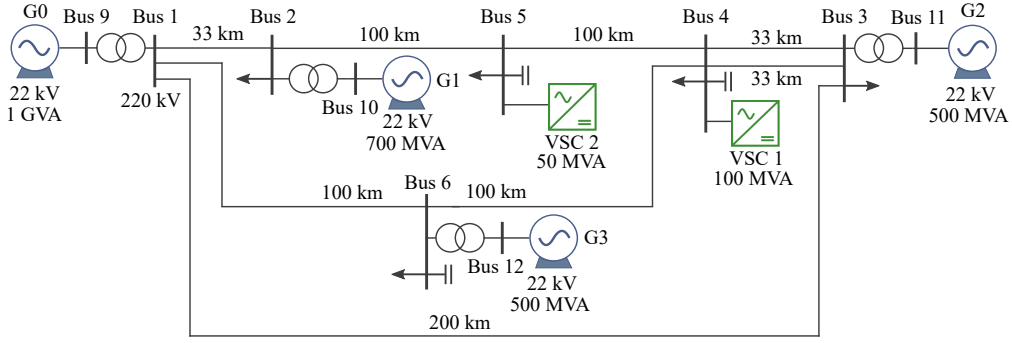 G0
Bus 9
Bus 1
33 km
Bus 2
100 km
Bus 5
100 km
Bus 4
33 km
Bus 3
Bus 11
G2
G1
33 km
22 kV
1 GVA
220 kV
Bus 10
22 kV
700 MVA
VSC 2
50 MVA
VSC 1
100 MVA
22 kV
500 MVA
100 km
Bus 6
100 km
G3
Bus 12
22 kV
500 MVA
200 km